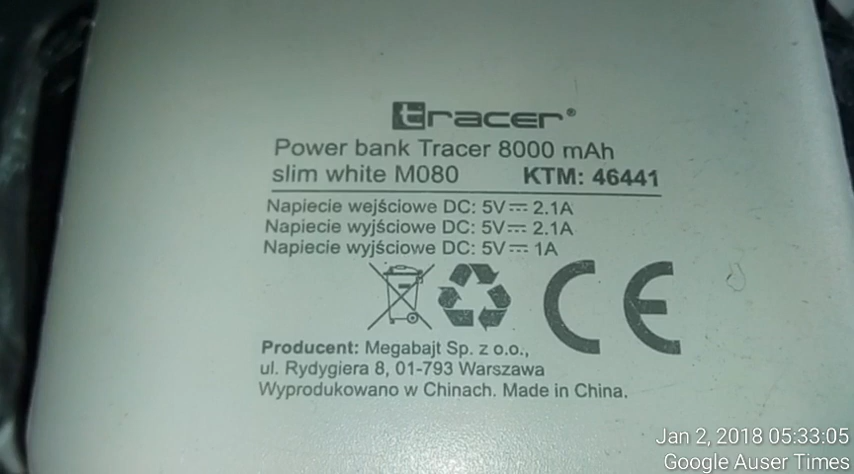 tracer®
Power bank Tracer 8000 mAh
slim white M080 KTM: 46441
Napiecie wejściowe DC: 5V⎓ 2.1A
Napiecie wyjściowe DC: 5V⎓ 2.1A
Napiecie wyjściowe DC: 5V⎓ 1A
CE
Producent: Megabajt Sp. z o.o.,
ul. Rydygiera 8, 01-793 Warszawa
Wyprodukowano w Chinach. Made in China.
Jan 2, 2018 05:33:05
Google Auser Times